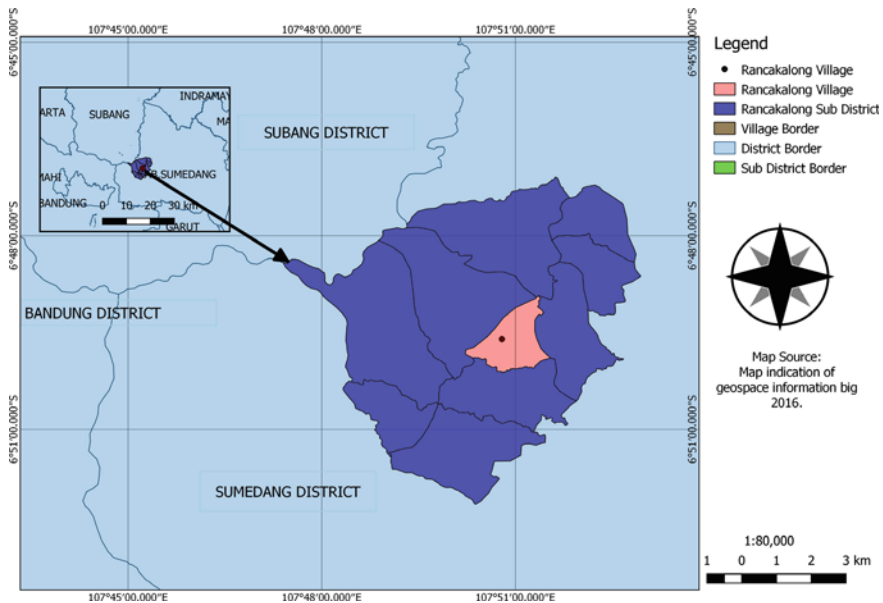 107°45'00.000"E
107°48'00.000"E
107°51'00.000"E
6°45'00.000"S
6°45'00.000"S
SUBANG
INDRAMAY
ARTA
MA
SUMEDANG
MAHI
BANDUNG
0 10 20 30 km
GARUT
SUBANG DISTRICT
6°48'00.000"S
6°48'00.000"S
BANDUNG DISTRICT
6°51'00.000"S
6°51'00.000"S
SUMEDANG DISTRICT
107°45'00.000"E
107°48'00.000"E
107°51'00.000"E
Legend
Rancakalong Village
Rancakalong Village
Rancakalong Sub District
Village Border
District Border
Sub District Border
Map Source:
Map indication of
geospace information big
2016.
1:80,000
1 0 1 2 3 km